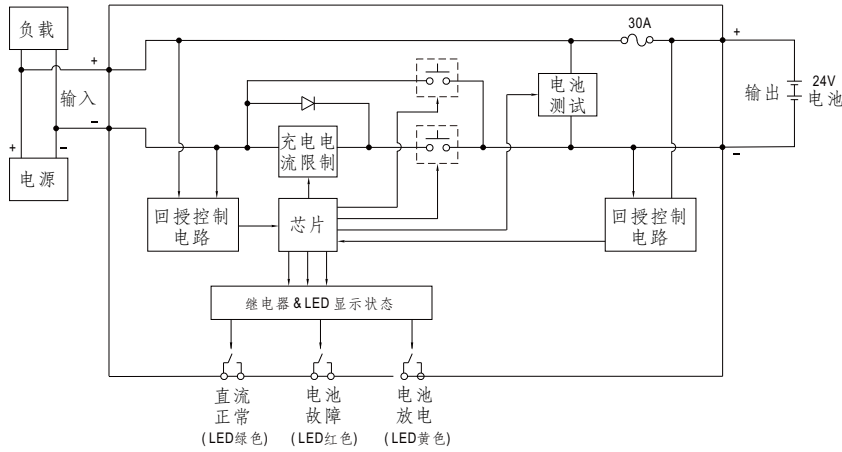 负载
30A
+
+
输入
电池
测试
输出
24V
电池
−
+
−
−
电源
充电电
流限制
回授控制
电路
芯片
回授控制
电路
继电器&LED显示状态
直流
正常
(LED绿色)
电池
故障
(LED红色)
电池
放电
(LED黄色)